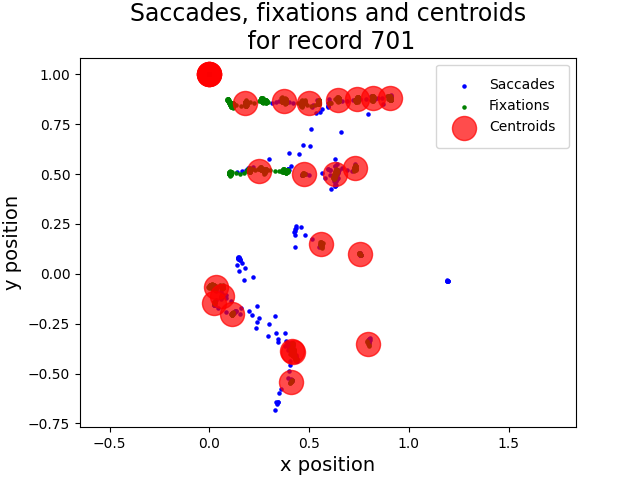 Saccades, fixations and centroids
for record 701
1.00
0.75
0.50
0.25
0.00
−0.25
−0.50
−0.75
y position
Saccades
Fixations
Centroids
−0.5
0.0
0.5
1.0
1.5
x position